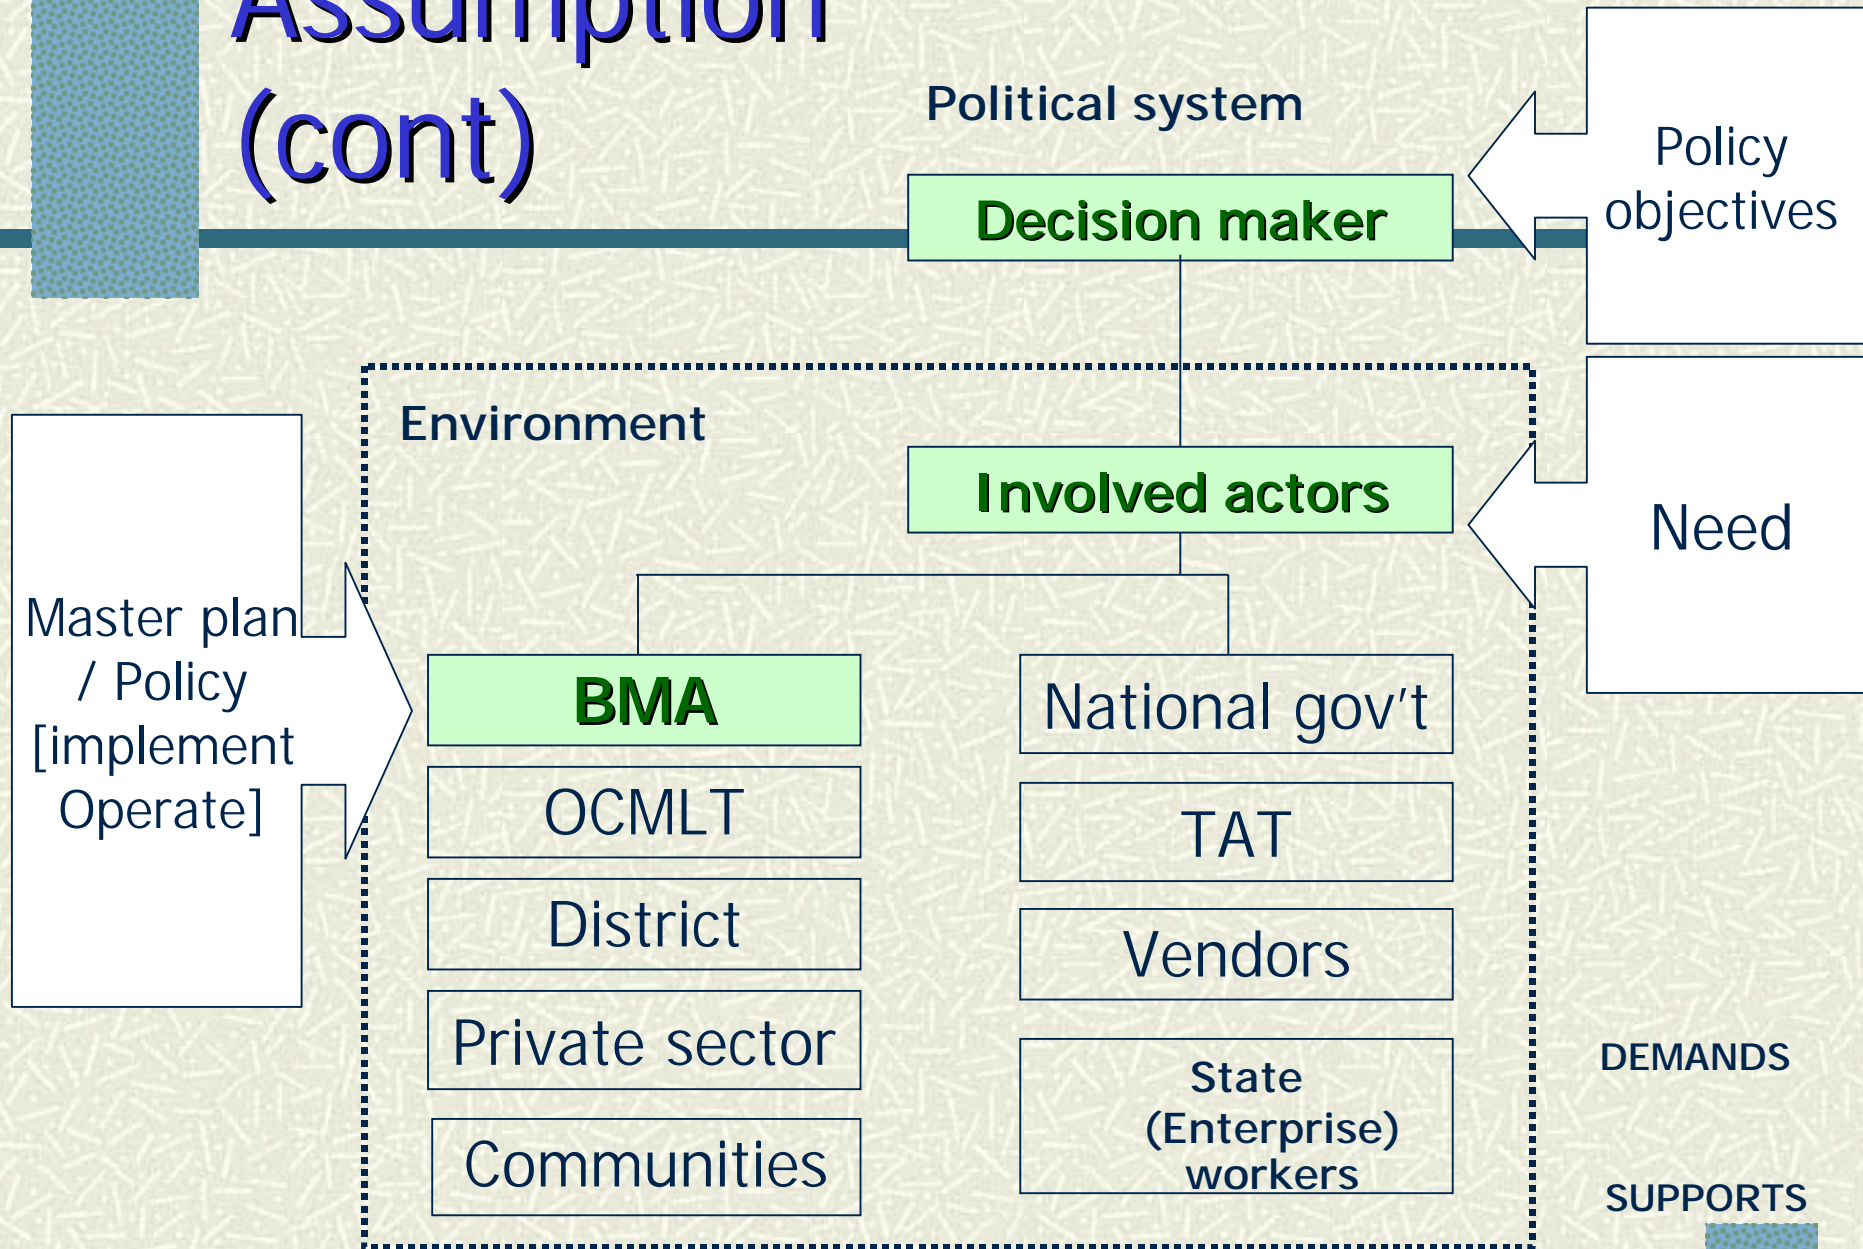 Assumption
(cont)
Political system
Decision maker
Policy
objectives
Environment
Involved actors
Need
Master plan
/ Policy
[implement
Operate]
BMA
OCMLT
District
Private sector
Communities
National gov't
TAT
Vendors
State
(Enterprise)
workers
DEMANDS
SUPPORTS